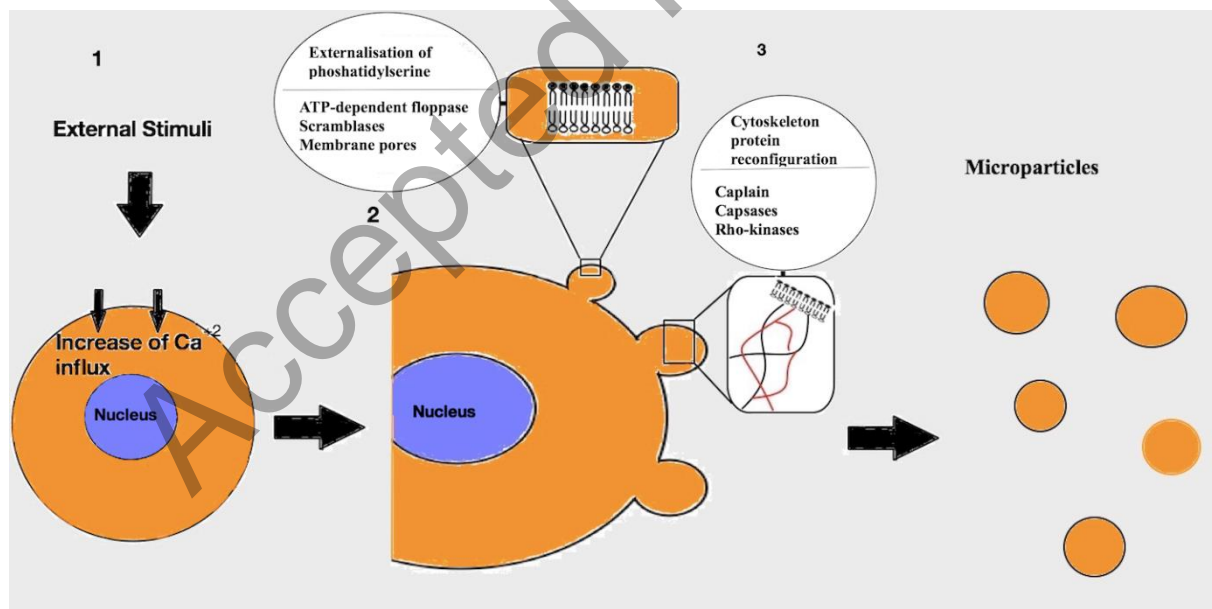 1
External Stimuli
Increase of Ca +2
influx
Nucleus
Externalisation of
phoshatidylserine
ATP-dependent floppase
Scramblases
Membrane pores
2
Nucleus
3
Cytoskeleton
protein
reconfiguration
Caplain
Capsases
Rho-kinases
Microparticles
Accepted